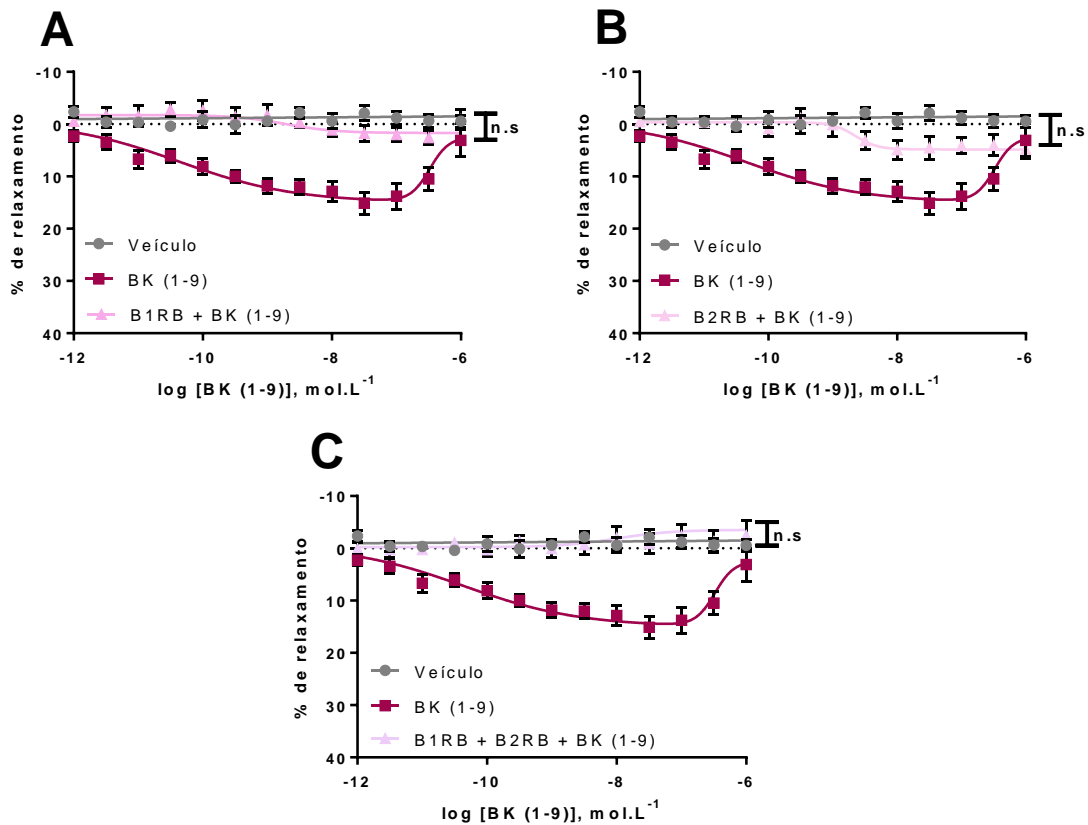 A
-10
0
10
20
30
40
% de relaxamento
n.s
Veículo
BK (1-9)
B1RB + BK (1-9)
-12
-10
-8
-6
log [BK (1-9)], mol.L⁻¹
B
-10
0
10
20
30
40
% de relaxamento
n.s
Veículo
BK (1-9)
B2RB + BK (1-9)
-12
-10
-8
-6
log [BK (1-9)], mol.L⁻¹
C
-10
0
10
20
30
40
% de relaxamento
n.s
Veículo
BK (1-9)
B1RB + B2RB + BK (1-9)
-12
-10
-8
-6
log [BK (1-9)], mol.L⁻¹